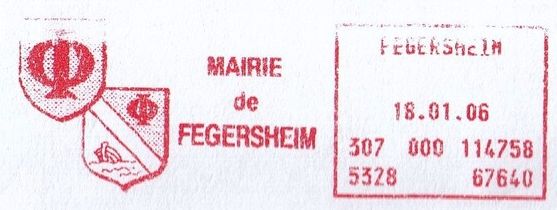 MAIRIE
de
FEGERSHEIM
FEGERSHEIM
18.01.06
307 000 114758
5328 67640